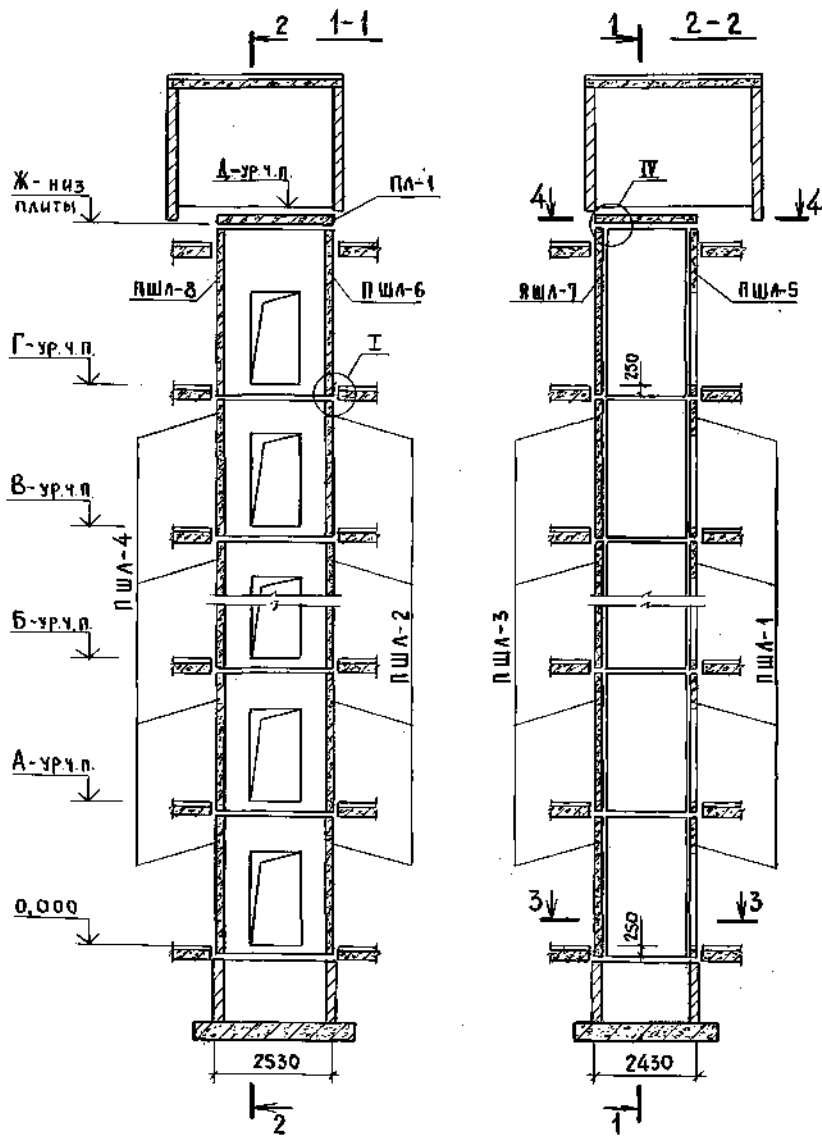 2 1-1
1 2-2
Д-ур.ч.п.
Ж-низ
плиты
ПЛ-1
IV
4 4
ПШЛ-8
ПШЛ-6
ПШЛ-7
ПШЛ-5
Г-ур.ч.п.
I
250
В-ур.ч.п.
ПШЛ-4
ПШЛ-2
ПШЛ-3
ПШЛ-1
Б-ур.ч.п.
А-ур.ч.п.
0,000
3 3
250
2530
2430
2
1